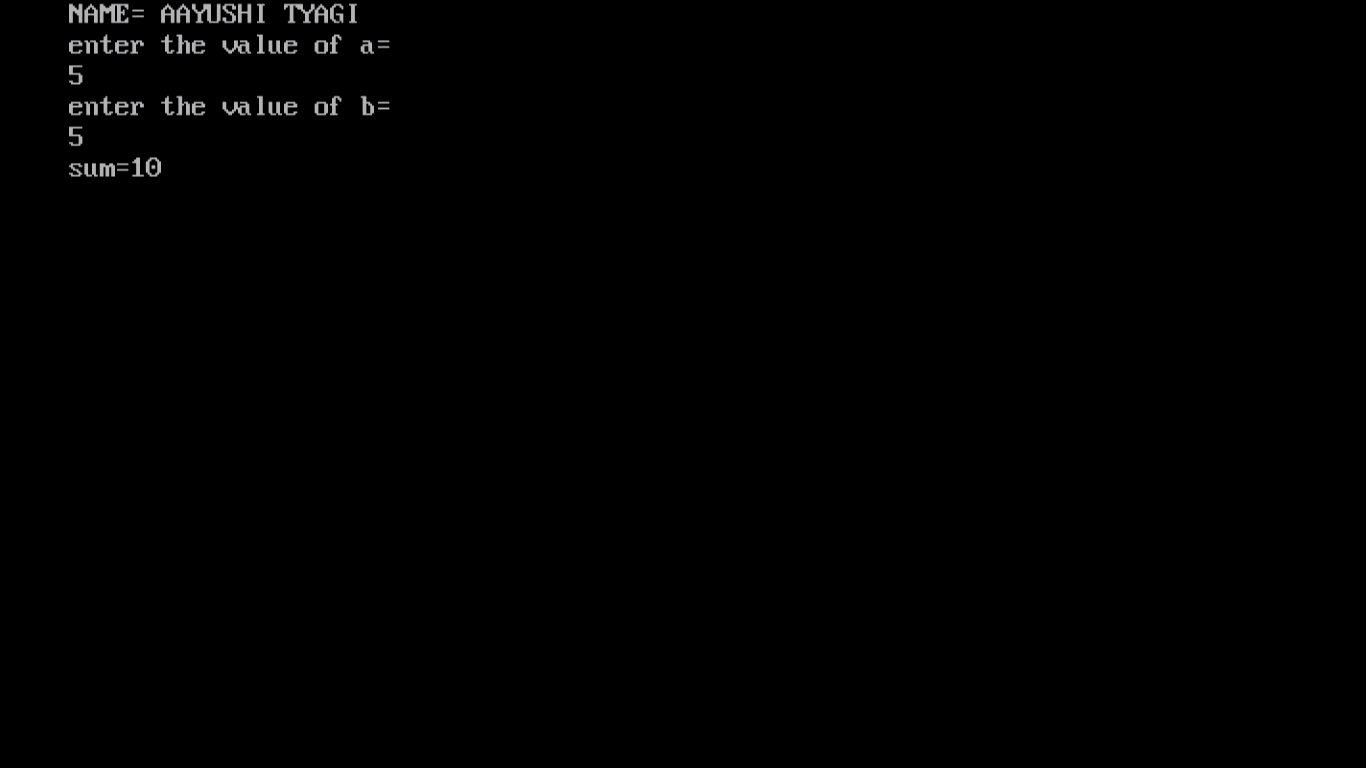 NAME= AAYUSHI TYAGI
enter the value of a=
5
enter the value of b=
5
sum=10